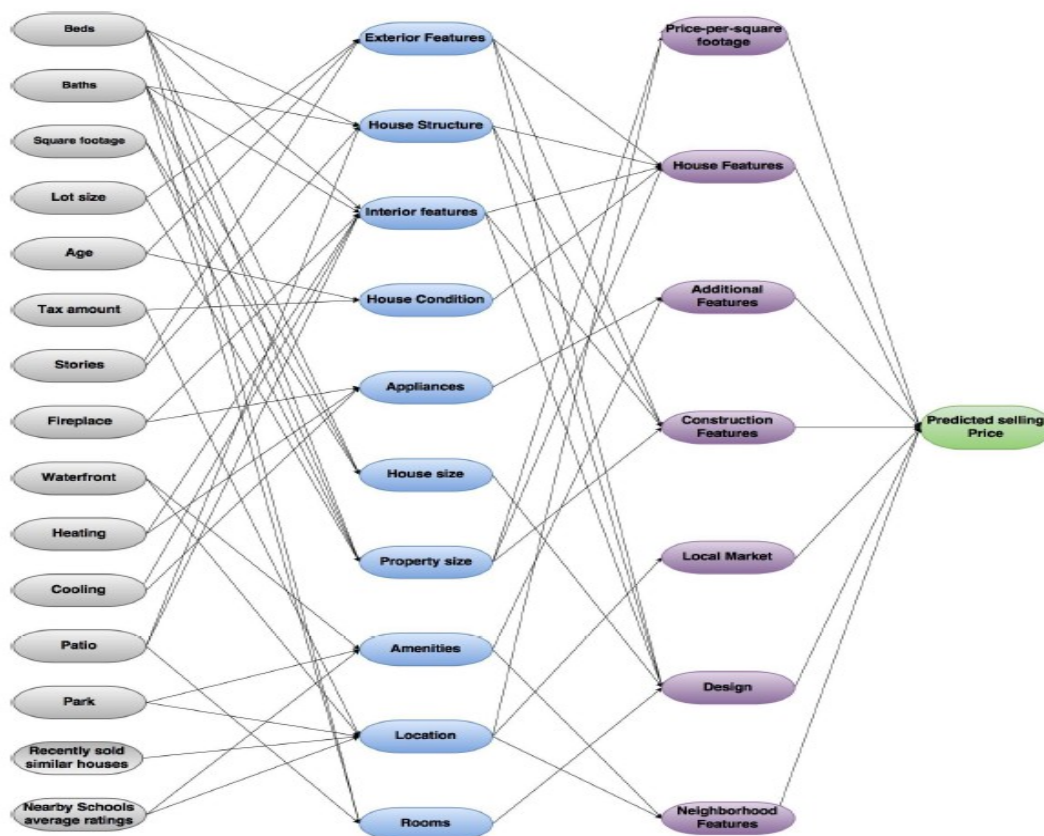 Beds
Baths
Square footage
Lot size
Age
Tax amount
Stories
Fireplace
Waterfront
Heating
Cooling
Patio
Park
Recently sold
similar houses
Nearby Schools
average ratings
Exterior Features
House Structure
Interior features
House Condition
Appliances
House size
Property size
Amenities
Location
Rooms
Price-per-square
footage
House Features
Additional
Features
Construction
Features
Local Market
Design
Neighborhood
Features
Predicted selling
Price